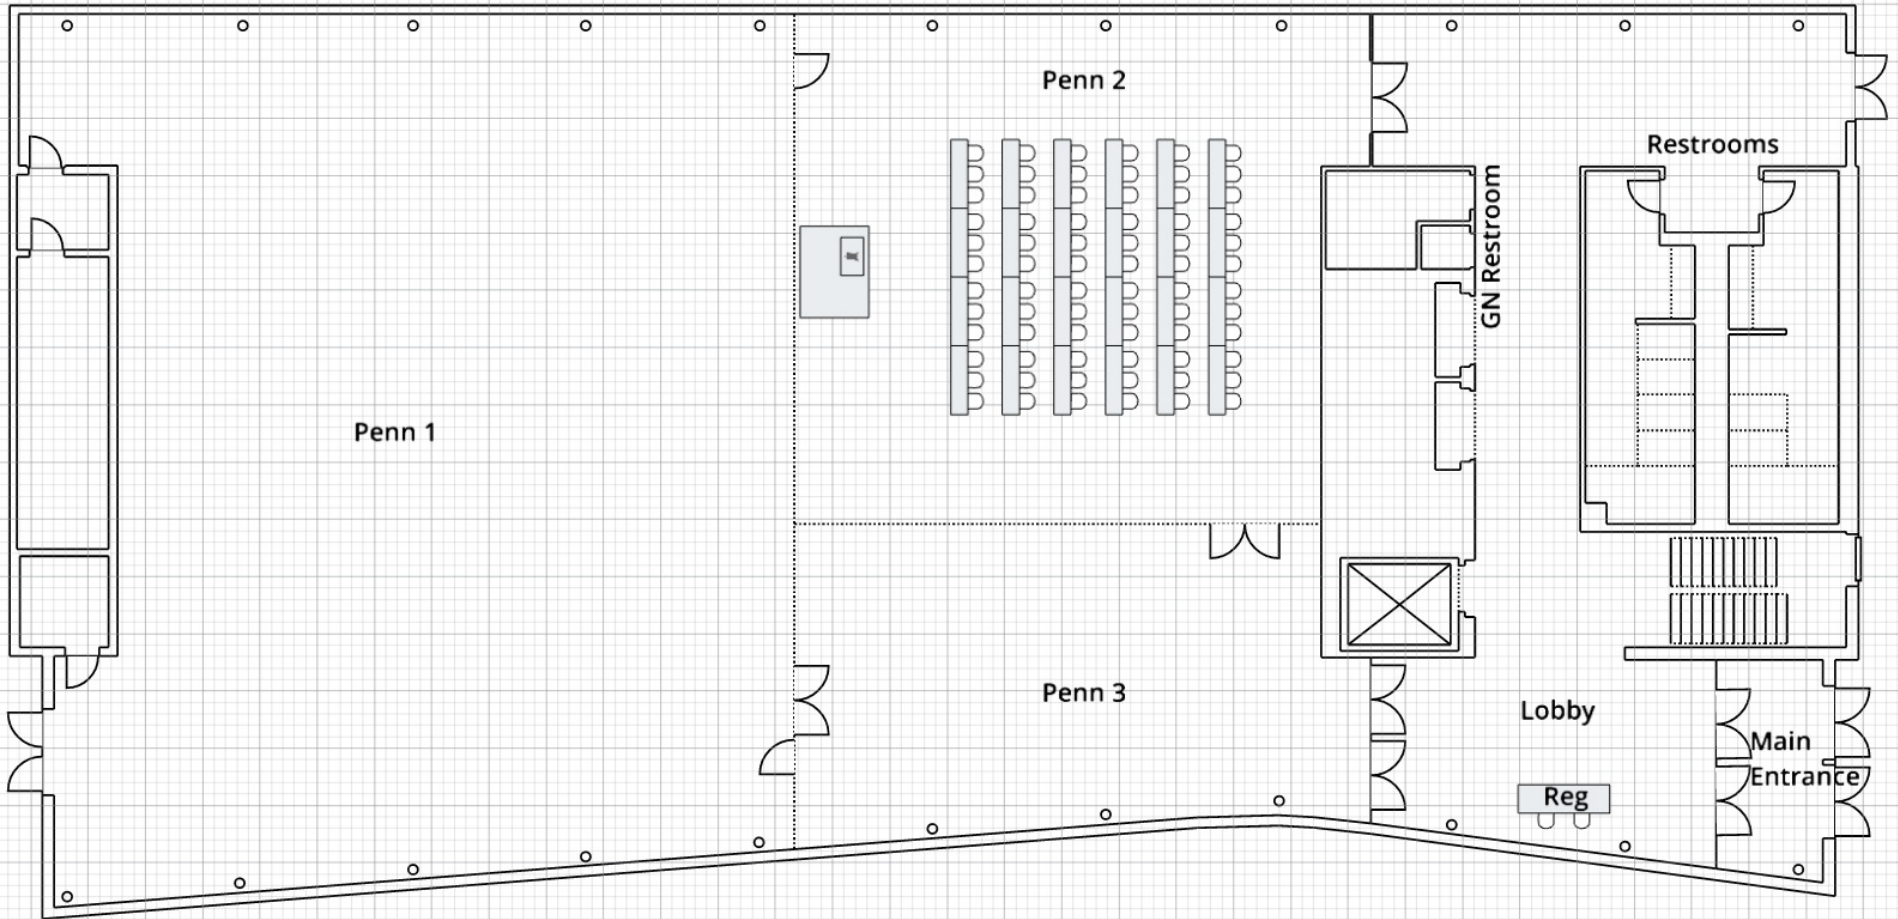 Penn 2
Restrooms
GN Restroom
Penn 1
Penn 3
Lobby
Main
Entrance
Reg